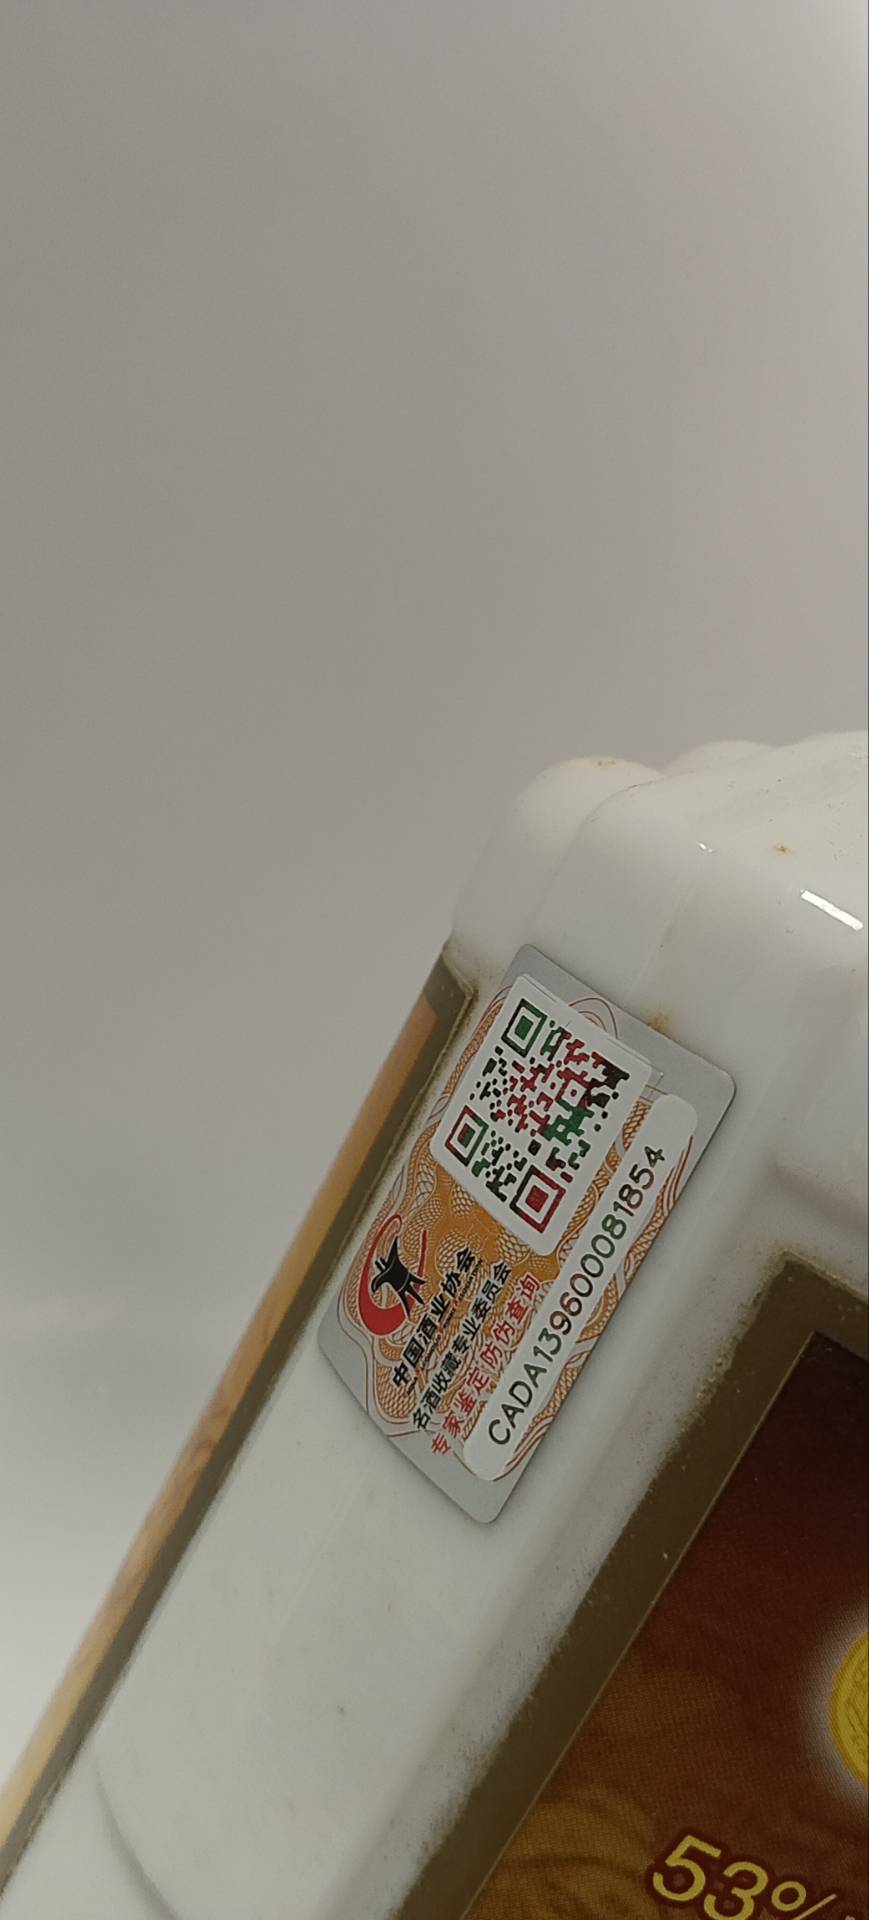 中国酒业协会
名酒收藏专业委员会
专家鉴定 防伪查询
CADA139600081854
53%